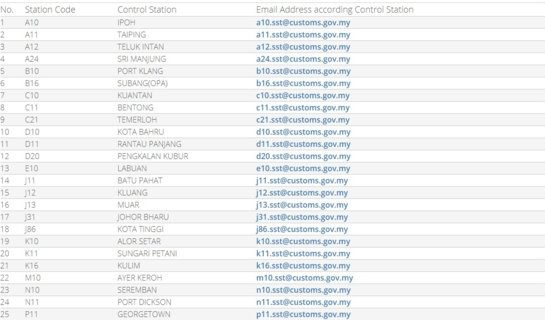 No. Station Code Control Station Email Address according Control Station
1 A10 IPOH a10.sst@customs.gov.my
2 A11 TAIPING a11.sst@customs.gov.my
3 A12 TELUK INTAN a12.sst@customs.gov.my
4 A24 SRI MANJUNG a24.sst@customs.gov.my
5 B10 PORT KLANG b10.sst@customs.gov.my
6 B16 SUBANG(OPA) b16.sst@customs.gov.my
7 C10 KUANTAN c10.sst@customs.gov.my
8 C11 BENTONG c11.sst@customs.gov.my
9 C21 TEMERLOH c21.sst@customs.gov.my
10 D10 KOTA BAHRU d10.sst@customs.gov.my
11 D11 RANTAU PANJANG d11.sst@customs.gov.my
12 D20 PENGKALAN KUBUR d20.sst@customs.gov.my
13 E10 LABUAN e10.sst@customs.gov.my
14 J11 BATU PAHAT j11.sst@customs.gov.my
15 J12 KLUANG j12.sst@customs.gov.my
16 J13 MUAR j13.sst@customs.gov.my
17 J31 JOHOR BHARU j31.sst@customs.gov.my
18 J86 KOTA TINGGI j86.sst@customs.gov.my
19 K10 ALOR SETAR k10.sst@customs.gov.my
20 K11 SUNGARI PETANI k11.sst@customs.gov.my
21 K16 KULIM k16.sst@customs.gov.my
22 M10 AYER KEROH m10.sst@customs.gov.my
23 N10 SEREMBAN n10.sst@customs.gov.my
24 N11 PORT DICKSON n11.sst@customs.gov.my
25 P11 GEORGETOWN p11.sst@customs.gov.my